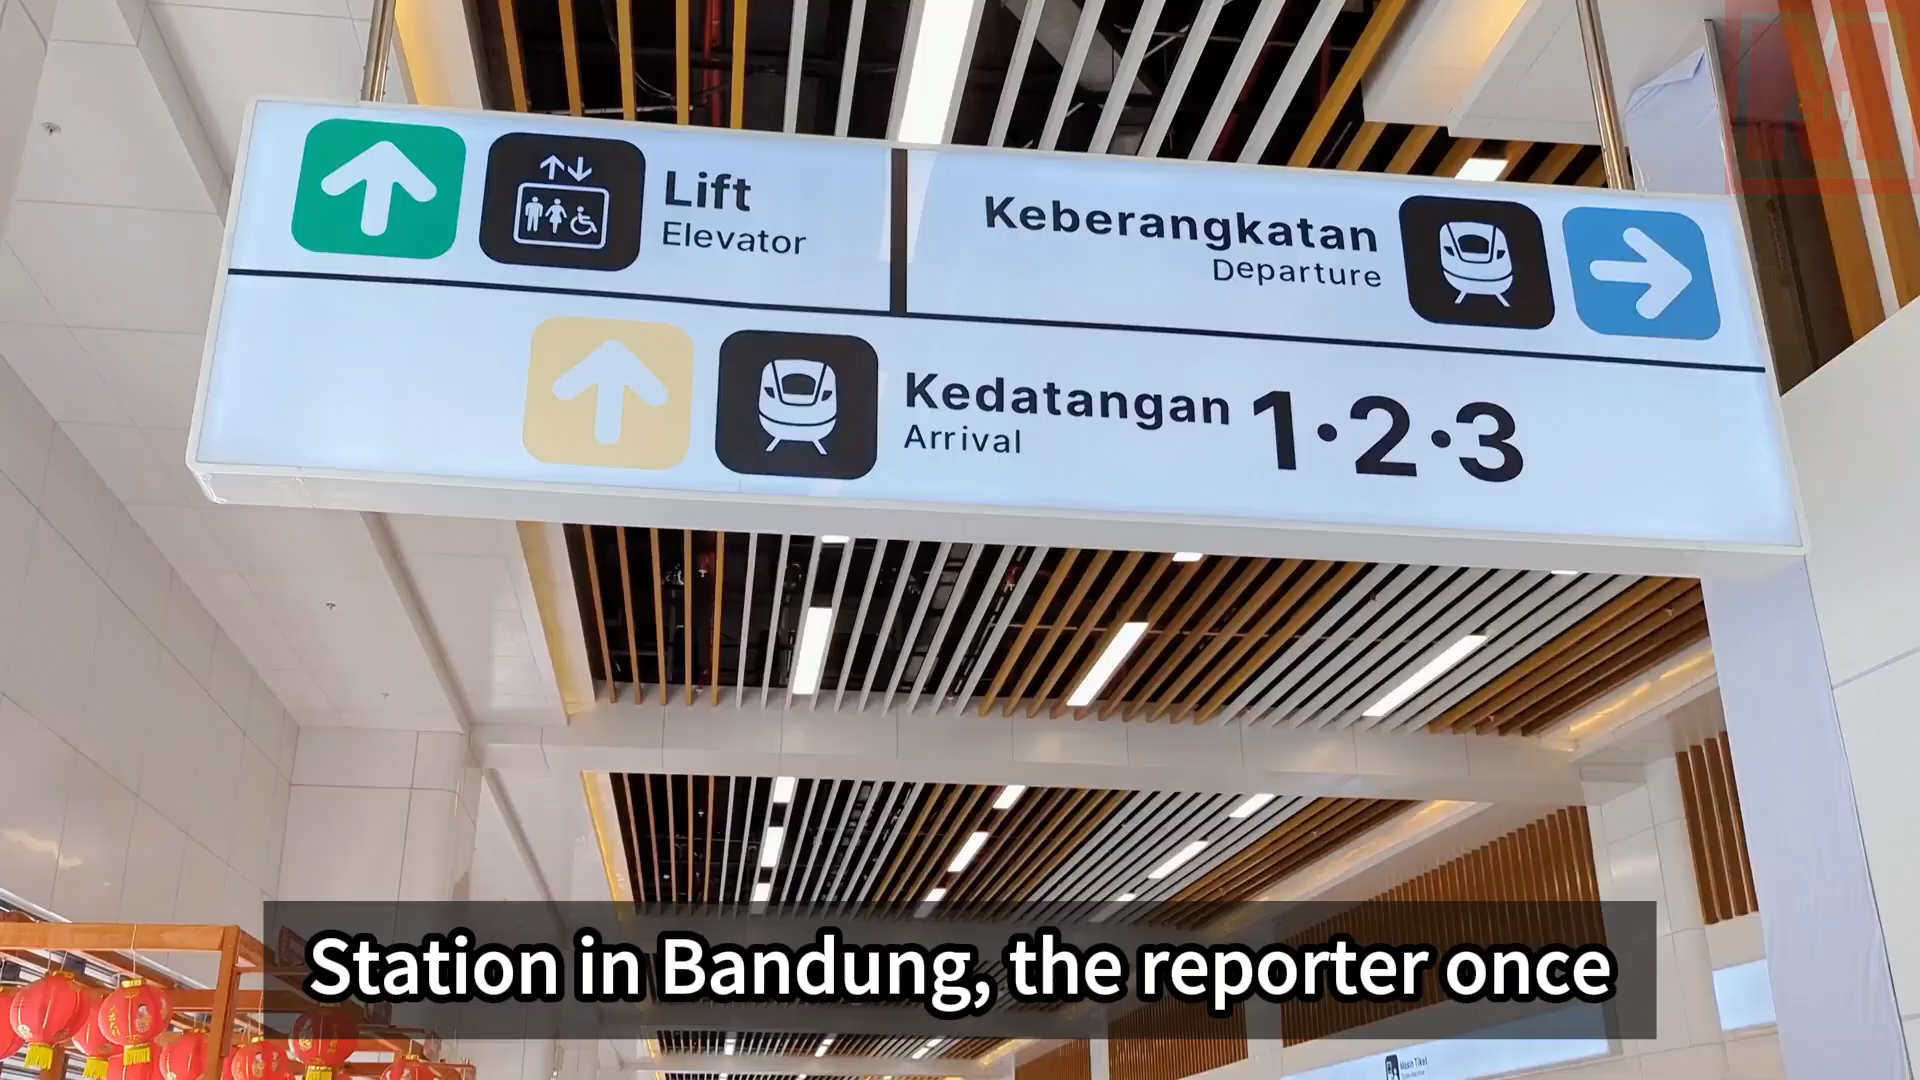 Lift
Elevator
Keberangkatan
Departure
Kedatangan 1·2·3
Arrival
Station in Bandung, the reporter once